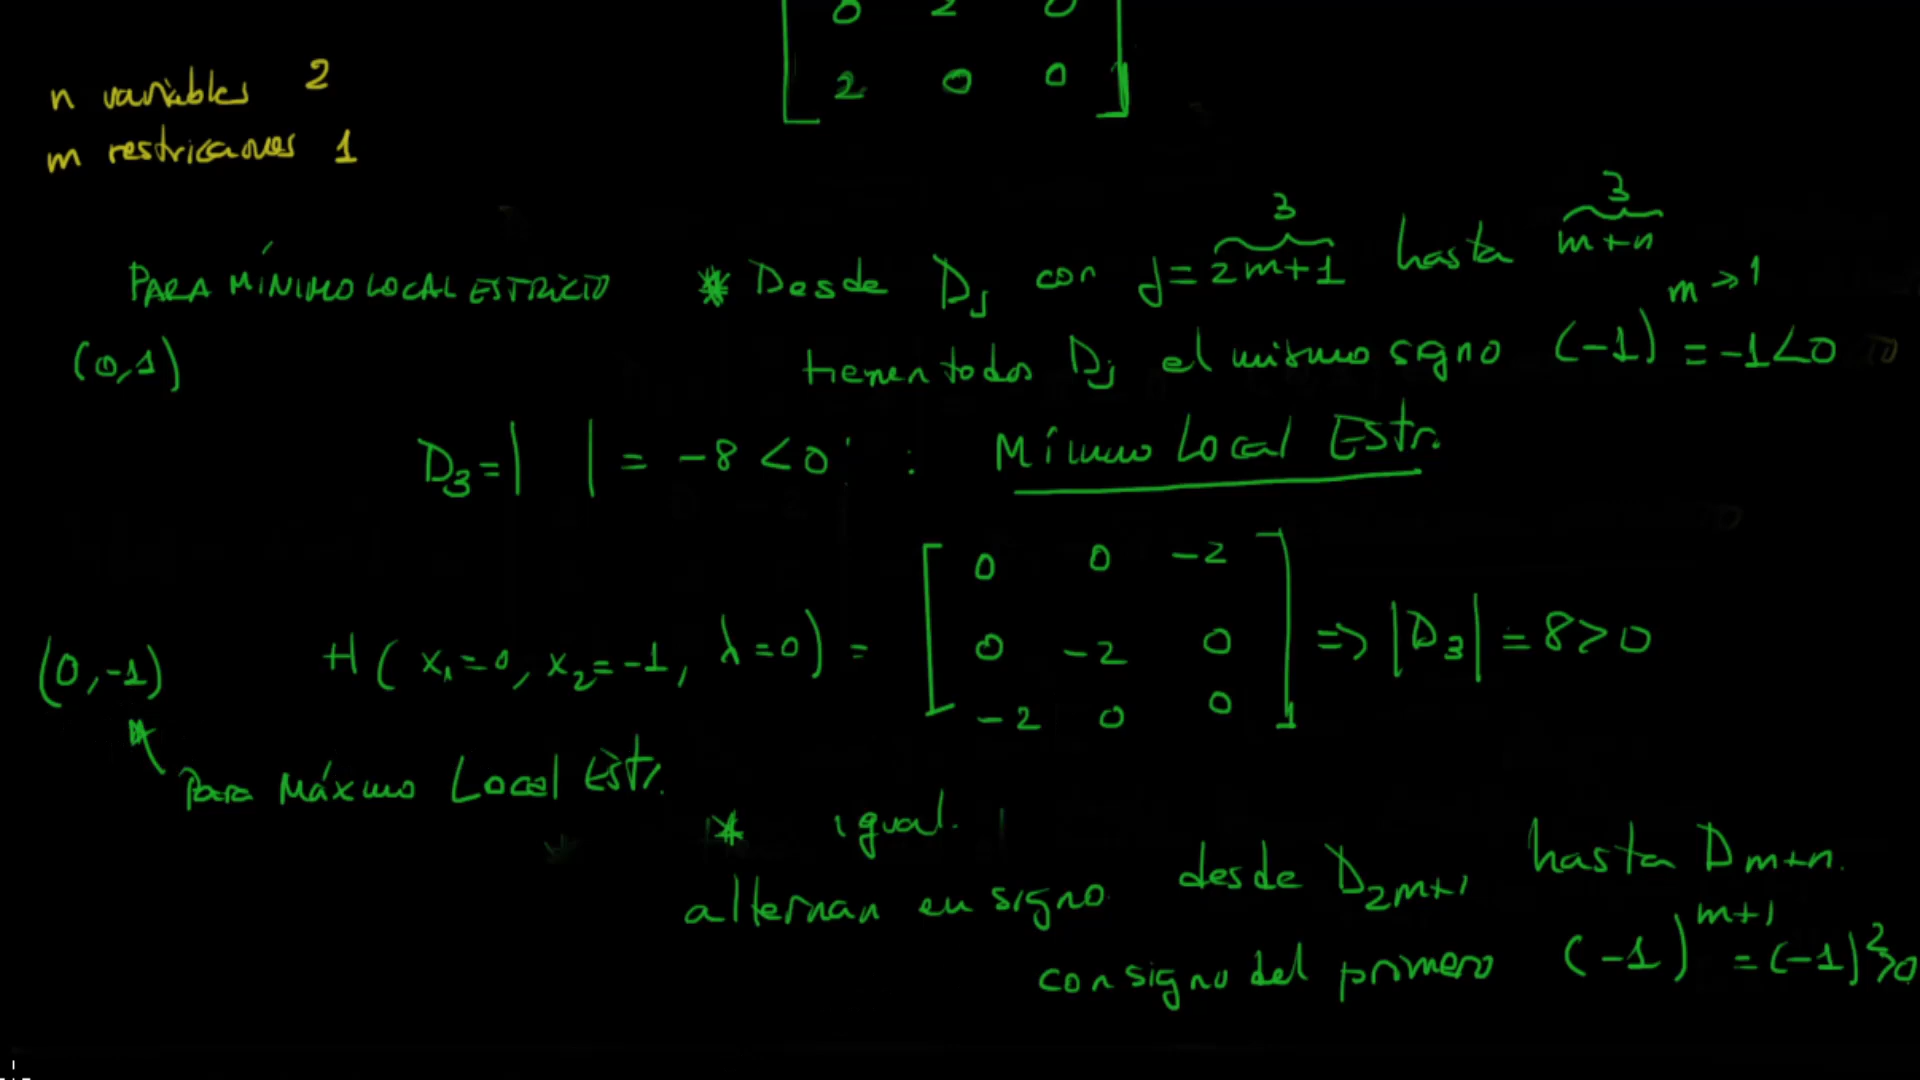 0 2 0
2 0 0
n variables 2
m restricciones 1
PARA MÍNIMO LOCAL ESTRICTO * Desde Dj con j = 2m+1 (3) hasta m+n (3)
(0,1) tienen todos Dj el mismo signo (-1)^m → 1 = -1 < 0
D3 = | | = -8 < 0 : Mínimo Local Estr.
(0,-1) H( x1=0, x2=-1, λ=0) =
0 0 -2
0 -2 0
-2 0 0
=> |D3| = 8 > 0
Para Máximo Local Estr.
* igual.
alternan en signo desde D2m+1 hasta Dm+n.
con signo del primero (-1)^m+1 = (-1)^2 > 0